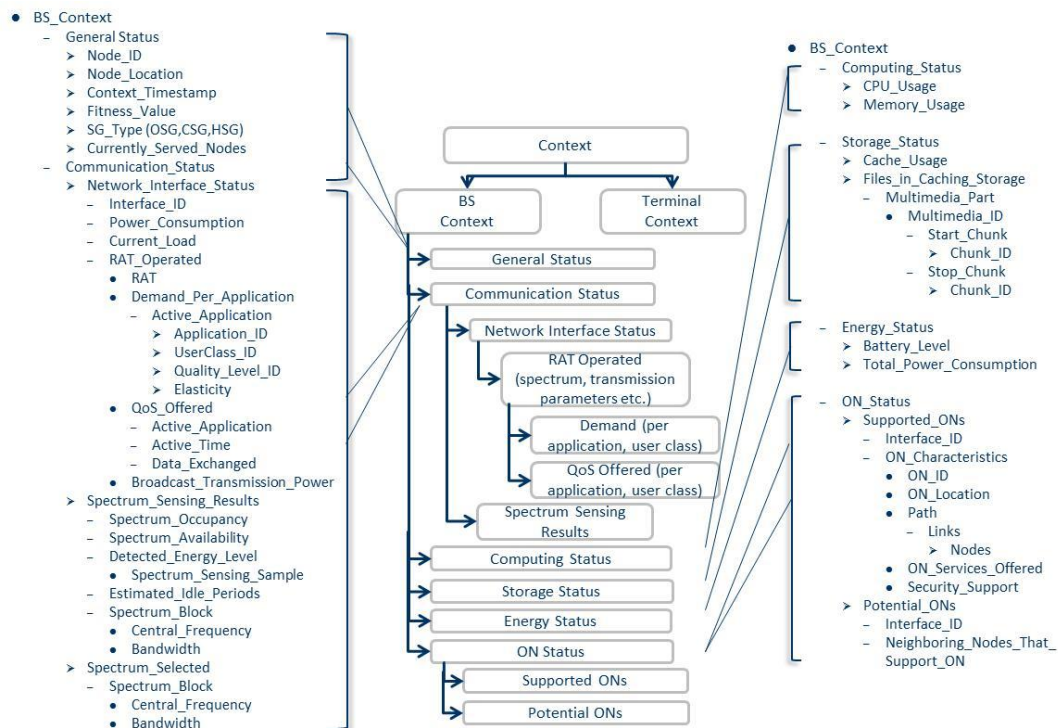 BS_Context
General Status
Node_ID
Node_Location
Context_Timestamp
Fitness_Value
SG_Type (OSG,CSG,HSG)
Currently_Served_Nodes
Communication_Status
Network_Interface_Status
Interface_ID
Power_Consumption
Current_Load
RAT_Operated
RAT
Demand_Per_Application
Active_Application
Application_ID
UserClass_ID
Quality_Level_ID
Elasticity
QoS_Offered
Active_Application
Active_Time
Data_Exchanged
Broadcast_Transmission_Power
Spectrum_Sensing_Results
Spectrum_Occupancy
Spectrum_Availability
Detected_Energy_Level
Spectrum_Sensing_Sample
Estimated_Idle_Periods
Spectrum_Block
Central_Frequency
Bandwidth
Spectrum_Selected
Spectrum_Block
Central_Frequency
Bandwidth
Context
BS
Context
Terminal
Context
General Status
Communication Status
Network Interface Status
RAT Operated
(spectrum, transmission
parameters etc.)
Demand (per
application, user class)
QoS Offered (per
application, user class)
Spectrum Sensing
Results
Computing Status
Storage Status
Energy Status
ON Status
Supported ONs
Potential ONs
BS_Context
Computing_Status
CPU_Usage
Memory_Usage
Storage_Status
Cache_Usage
Files_in_Caching_Storage
Multimedia_Part
Multimedia_ID
Start_Chunk
Chunk_ID
Stop_Chunk
Chunk_ID
Energy_Status
Battery_Level
Total_Power_Consumption
ON_Status
Supported_ONs
Interface_ID
ON_Characteristics
ON_ID
ON_Location
Path
Links
Nodes
ON_Services_Offered
Security_Support
Potential_ONs
Interface_ID
Neighboring_Nodes_That_
Support_ON